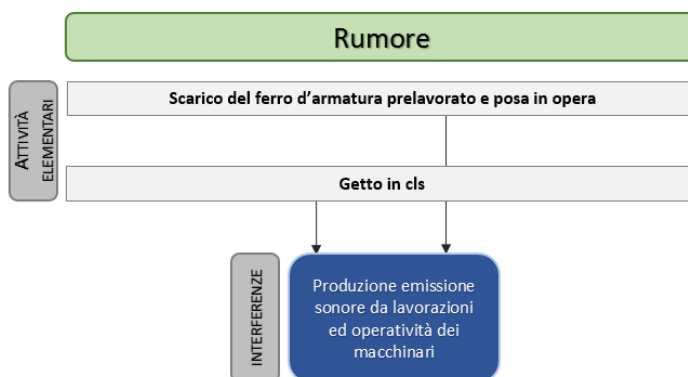 Rumore
ATTIVITÀ
ELEMENTARI
Scarico del ferro d'armatura prelavorato e posa in opera
Getto in cls
INTERFERENZE
Produzione emissione
sonore da lavorazioni
ed operatività dei
macchinari